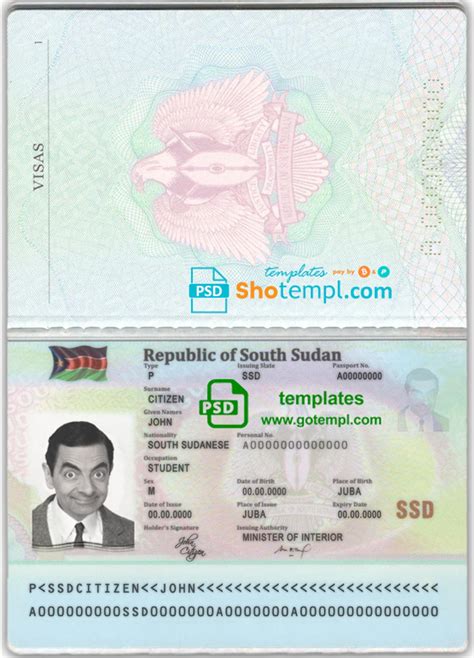 VISAS
1
templates pay by
PSD
Shotempl.com
Republic of South Sudan
Type Issuing State Passport No.
P SSD A00000000
Surname
CITIZEN
Given Names
JOHN
PSD
templates
www.gotempl.com
Nationality Personal No.
SOUTH SUDANESE A0000000000000
Occupation
STUDENT
Sex Date of Birth Place of Birth
M 00.00.0000 JUBA
Date of Issue Place of Issue Expiry Date
00.00.0000 JUBA 00.00.0000
SSD
Holder's Signature Issuing Authority
John Citizen
MINISTER OF INTERIOR
P<SSDCITIZEN<<JOHN<<<<<<<<<<<<<<<<<<<<<<<<<<
A000000000SSD0000000A0000000A000000000000000